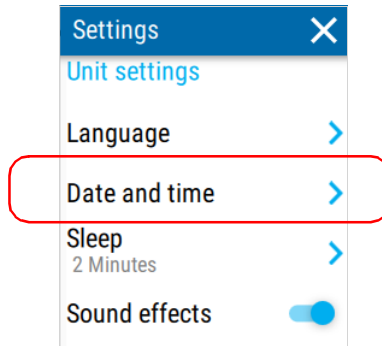 Settings
Unit settings
Language
Date and time
Sleep
2 Minutes
Sound effects